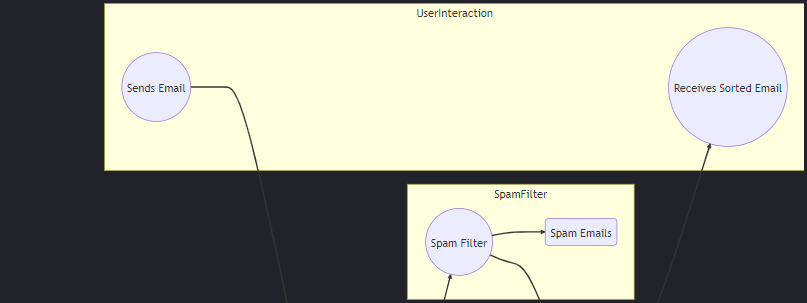 UserInteraction
Sends Email
Receives Sorted Email
SpamFilter
Spam Filter
Spam Emails